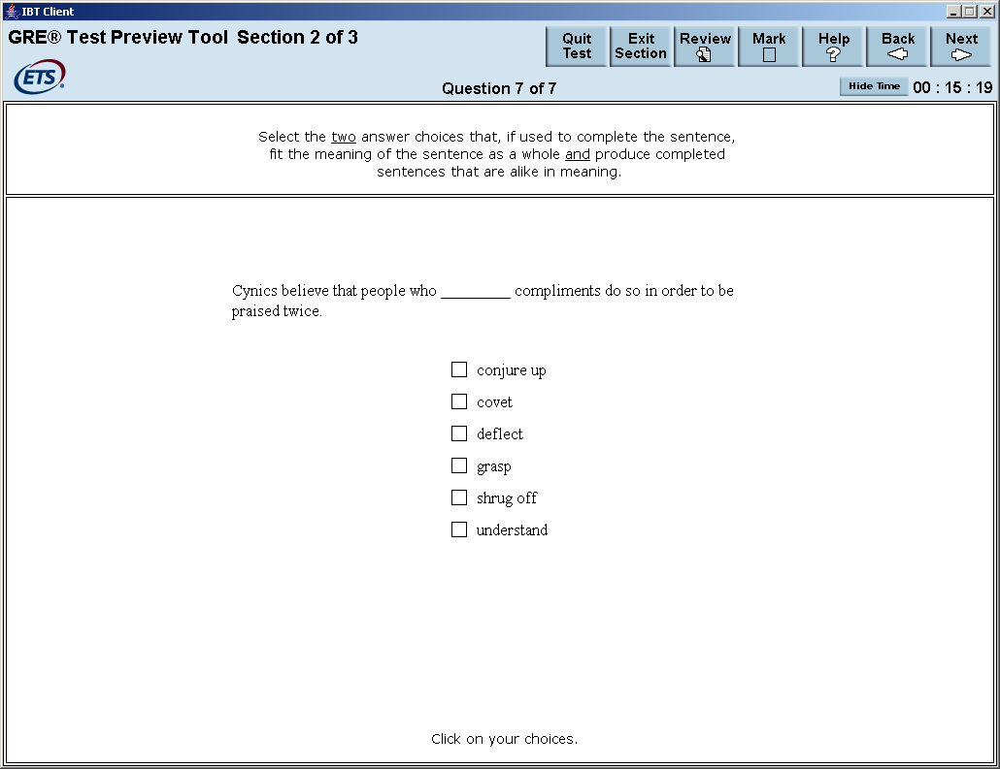 IBT Client
GRE® Test Preview Tool Section 2 of 3
Quit Test
Exit Section
Review
Mark
Help
Back
Next
ETS®
Question 7 of 7
Hide Time
00 : 15 : 19
Select the two answer choices that, if used to complete the sentence,
fit the meaning of the sentence as a whole and produce completed
sentences that are alike in meaning.
Cynics believe that people who _________ compliments do so in order to be
praised twice.
conjure up
covet
deflect
grasp
shrug off
understand
Click on your choices.